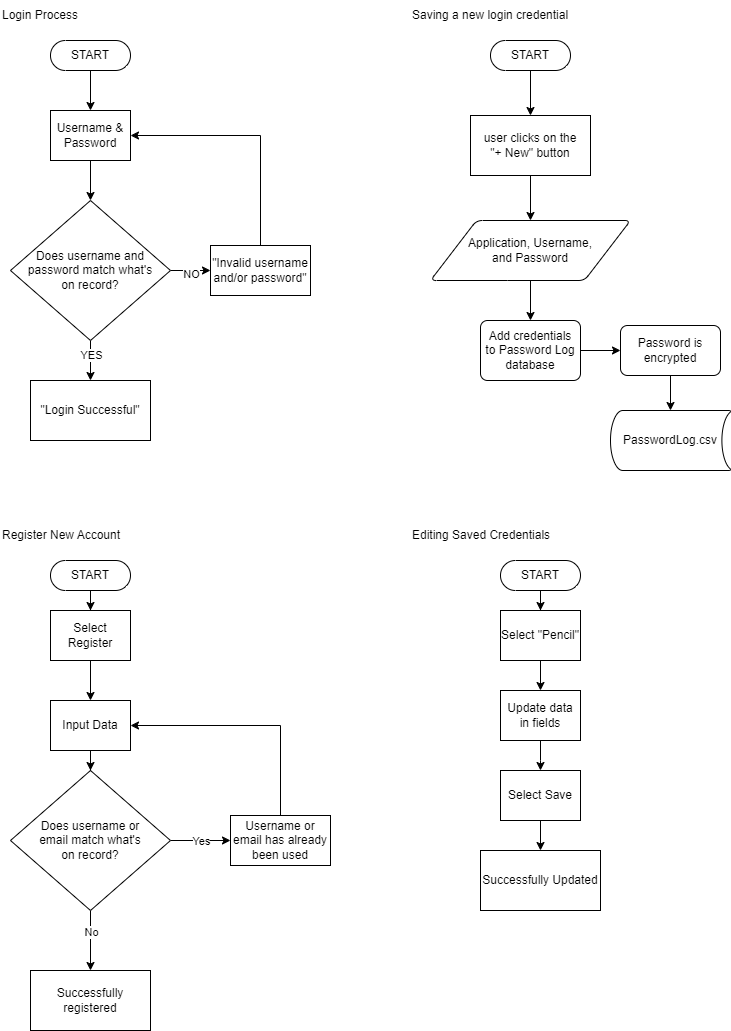 Login Process
START
Username &
Password
Does username and
password match what's
on record?
NO
"Invalid username
and/or password"
YES
"Login Successful"
Saving a new login credential
START
user clicks on the
"+ New" button
Application, Username,
and Password
Add credentials
to Password Log
database
Password is
encrypted
PasswordLog.csv
Register New Account
START
Select
Register
Input Data
Does username or
email match what's
on record?
Yes
Username or
email has already
been used
No
Successfully
registered
Editing Saved Credentials
START
Select "Pencil"
Update data
in fields
Select Save
Successfully Updated